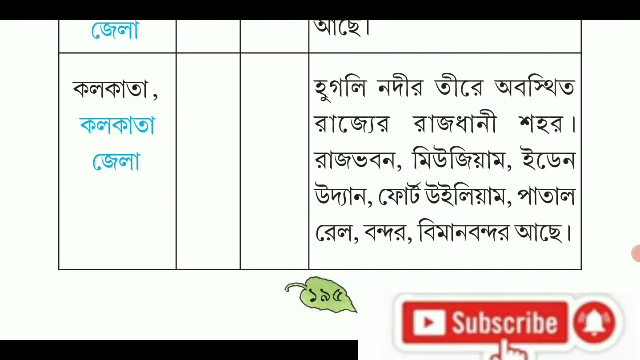 জেলা
আছে।
কলকাতা,
কলকাতা
জেলা
হুগলি নদীর তীরে অবস্থিত
রাজ্যের রাজধানী শহর।
রাজভবন, মিউজিয়াম, ইডেন
উদ্যান, ফোর্ট উইলিয়াম, পাতাল
রেল, বন্দর, বিমানবন্দর আছে।
১৯৫
Subscribe